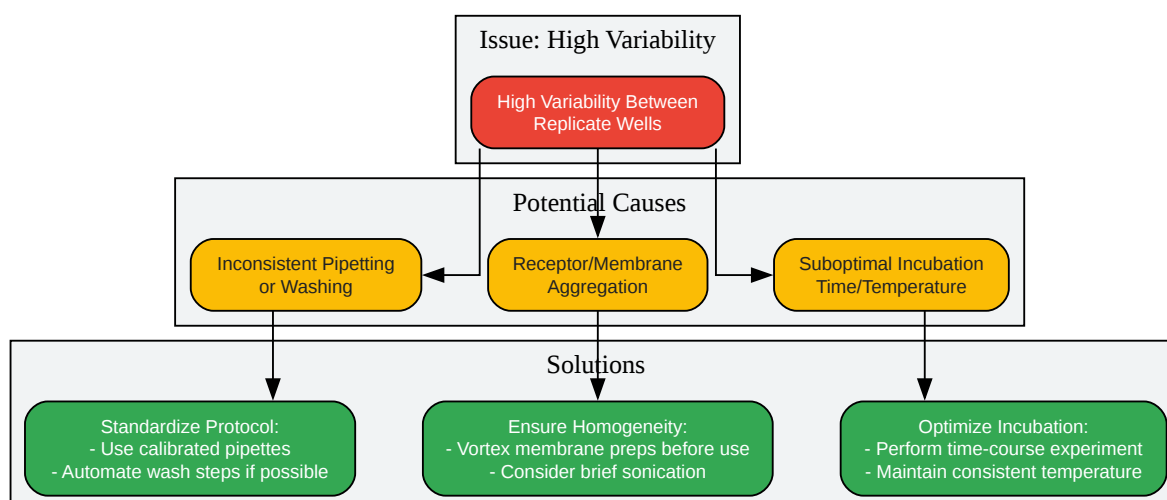 Issue: High Variability
High Variability Between
Replicate Wells
Potential Causes
Inconsistent Pipetting
or Washing
Receptor/Membrane
Aggregation
Suboptimal Incubation
Time/Temperature
Solutions
Standardize Protocol:
- Use calibrated pipettes
- Automate wash steps if possible
Ensure Homogeneity:
- Vortex membrane preps before use
- Consider brief sonication
Optimize Incubation:
- Perform time-course experiment
- Maintain consistent temperature